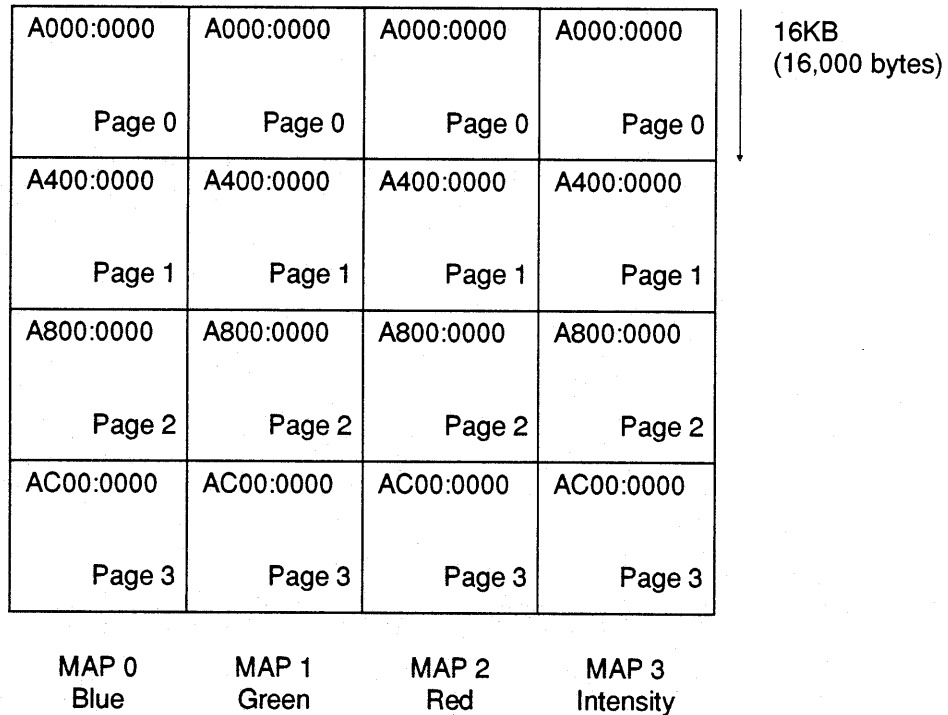 A000:0000 A000:0000 A000:0000 A000:0000
16KB
(16,000 bytes)
Page 0 Page 0 Page 0 Page 0
A400:0000 A400:0000 A400:0000 A400:0000
Page 1 Page 1 Page 1 Page 1
A800:0000 A800:0000 A800:0000 A800:0000
Page 2 Page 2 Page 2 Page 2
AC00:0000 AC00:0000 AC00:0000 AC00:0000
Page 3 Page 3 Page 3 Page 3
MAP 0 MAP 1 MAP 2 MAP 3
Blue Green Red Intensity